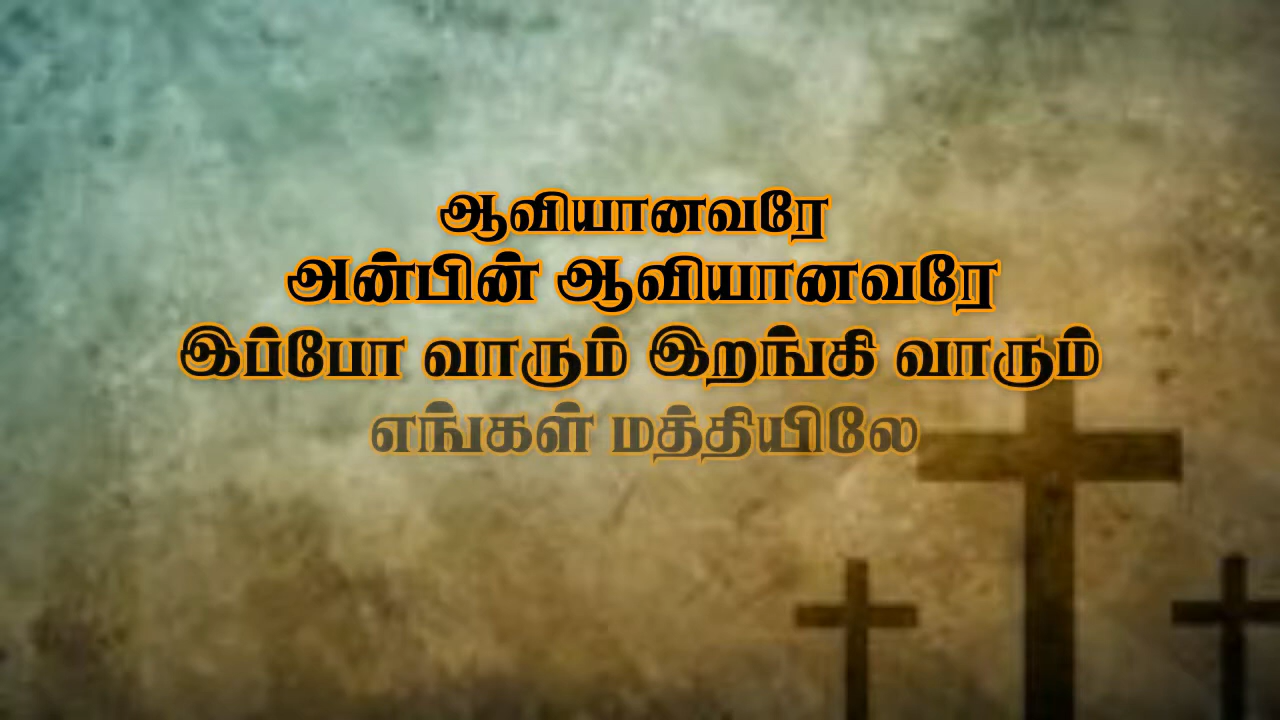 ஆவியானவரே
அன்பின் ஆவியானவரே
இப்போ வாரும் இறங்கி வாரும்
எங்கள் மத்தியிலே